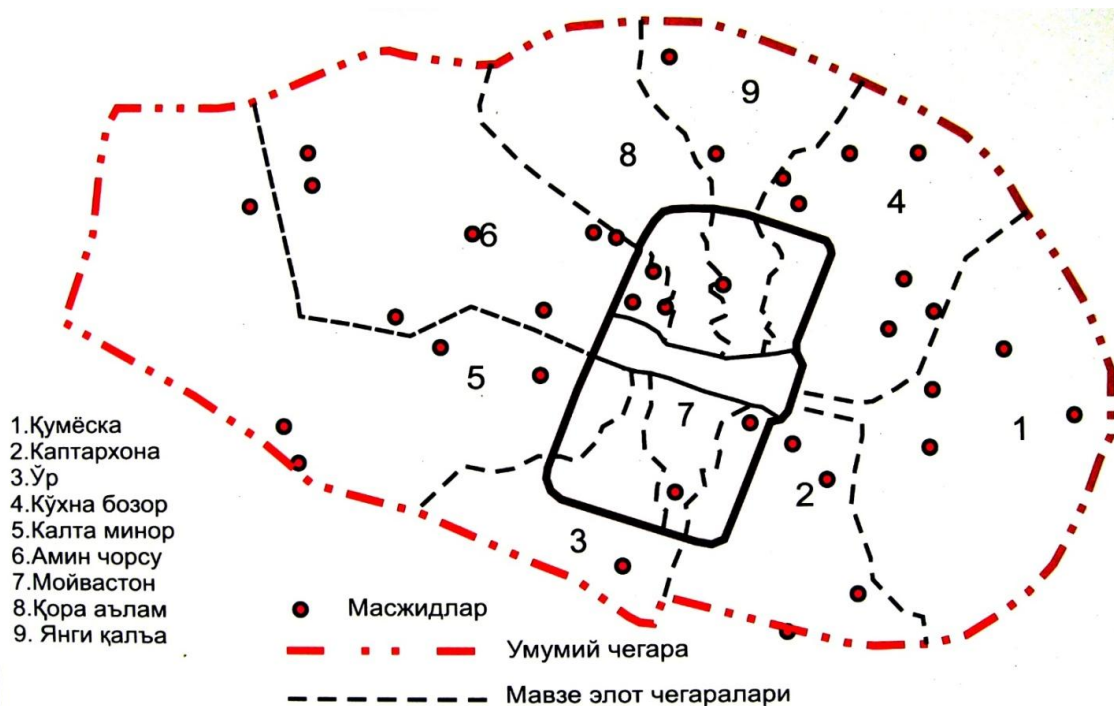 9
8
4
6
5
7
1
2
3
1.Қумёска
2.Каптархона
3.Ўр
4.Кўхна бозор
5.Калта минор
6.Амин чорсу
7.Мойвастон
8.Қора аълам
9. Янги қалъа
Масжидлар
Умумий чегара
Мавзе элот чегаралари